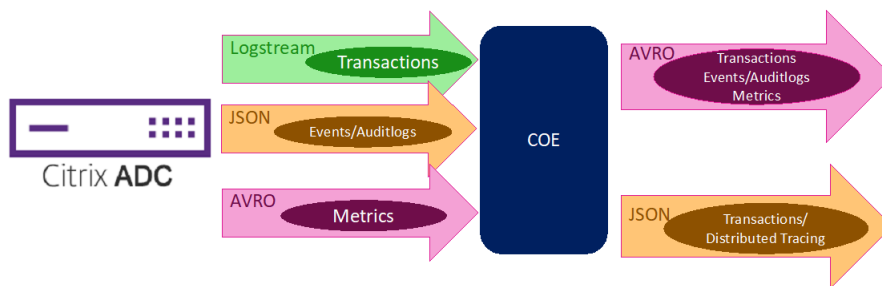 Logstream
Transactions
JSON
Events/Auditlogs
AVRO
Metrics
Citrix ADC
COE
AVRO
Transactions
Events/Auditlogs
Metrics
JSON
Transactions/
Distributed Tracing